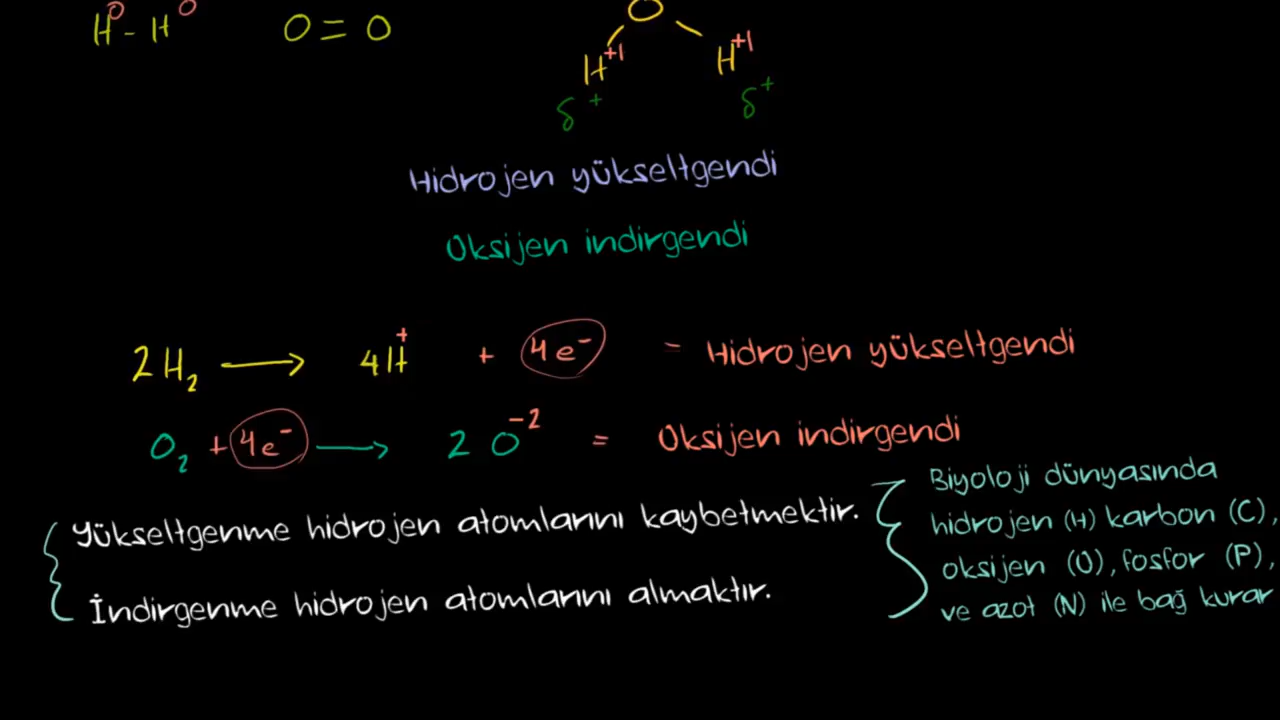 H⁰ - H⁰ O = O O
H⁺¹ H⁺¹
δ⁺ δ⁺
Hidrojen yükseltgendi
Oksijen indirgendi
2H₂ ⟶ 4H⁺ + 4e⁻ = Hidrojen yükseltgendi
O₂ + 4e⁻ ⟶ 2 O⁻² = Oksijen indirgendi
Yükseltgenme hidrojen atomlarını kaybetmektir.
İndirgenme hidrojen atomlarını almaktır.
Biyoloji dünyasında
hidrojen (H) karbon (C),
oksijen (O), fosfor (P),
ve azot (N) ile bağ kurar